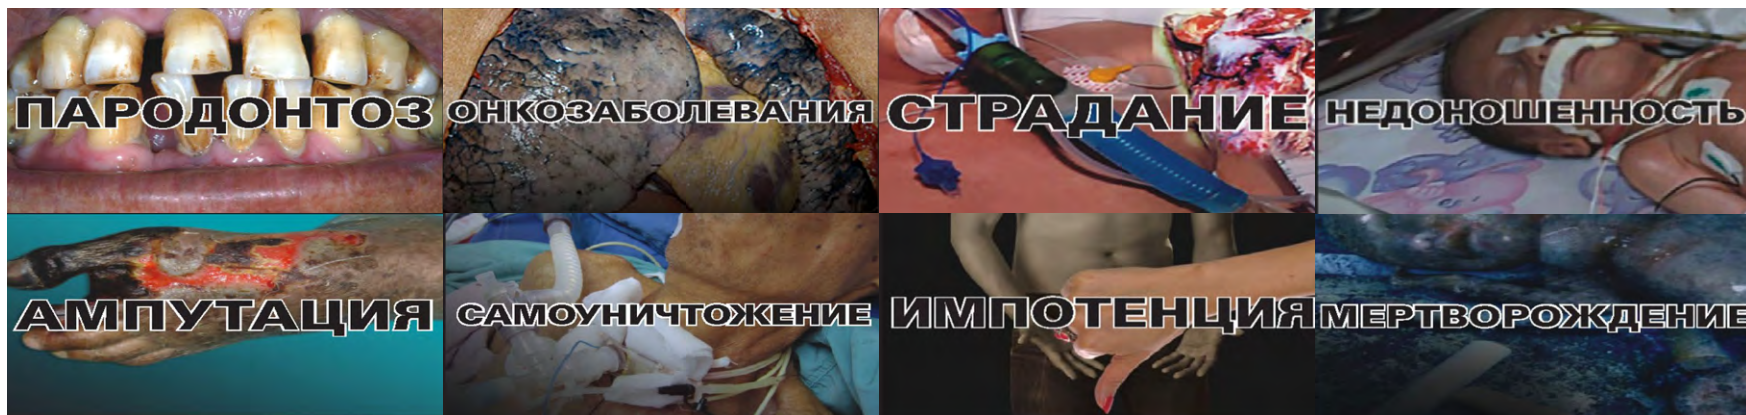 ПАРОДОНТОЗ
ОНКОЗАБОЛЕВАНИЯ
СТРАДАНИЕ
НЕДОНОШЕННОСТЬ
АМПУТАЦИЯ
САМОУНИЧТОЖЕНИЕ
ИМПОТЕНЦИЯ
МЕРТВОРОЖДЕНИЕ